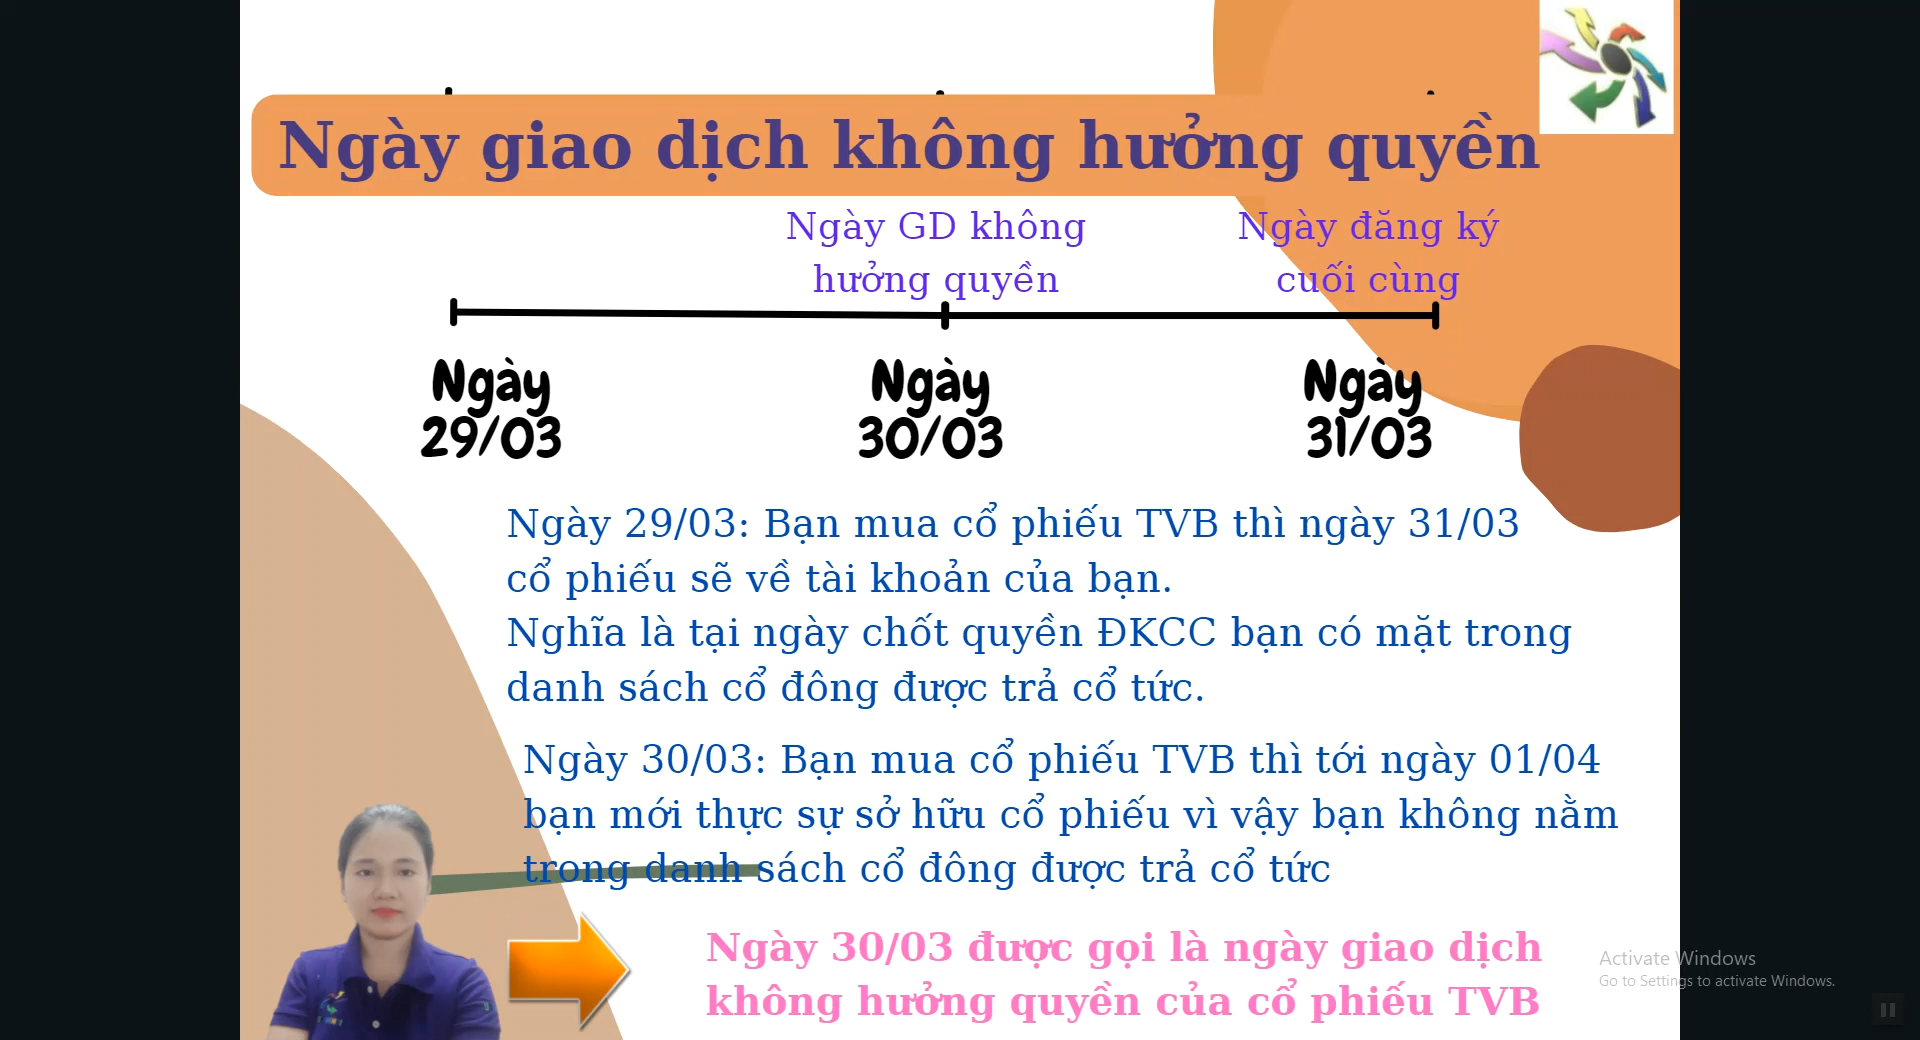 Ngày giao dịch không hưởng quyền
Ngày GD không
hưởng quyền
Ngày đăng ký
cuối cùng
Ngày
29/03
Ngày
30/03
Ngày
31/03
Ngày 29/03: Bạn mua cổ phiếu TVB thì ngày 31/03
cổ phiếu sẽ về tài khoản của bạn.
Nghĩa là tại ngày chốt quyền ĐKCC bạn có mặt trong
danh sách cổ đông được trả cổ tức.
Ngày 30/03: Bạn mua cổ phiếu TVB thì tới ngày 01/04
bạn mới thực sự sở hữu cổ phiếu vì vậy bạn không nằm
trong danh sách cổ đông được trả cổ tức
Ngày 30/03 được gọi là ngày giao dịch
không hưởng quyền của cổ phiếu TVB
Activate Windows
Go to Settings to activate Windows.